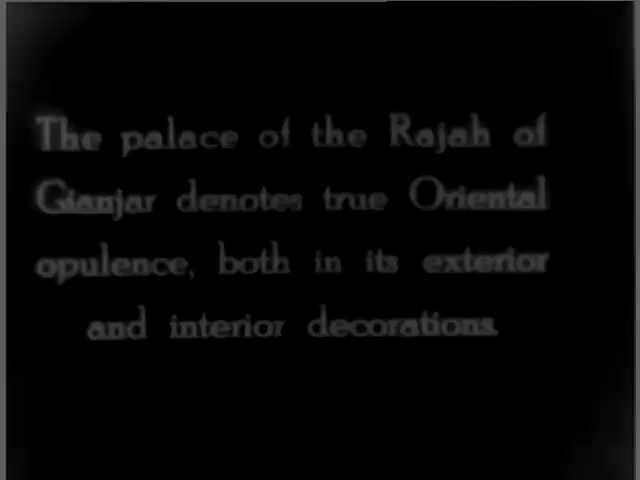 The palace of the Rajah of
Gianjar denotes true Oriental
opulence, both in its exterior
and interior decorations.